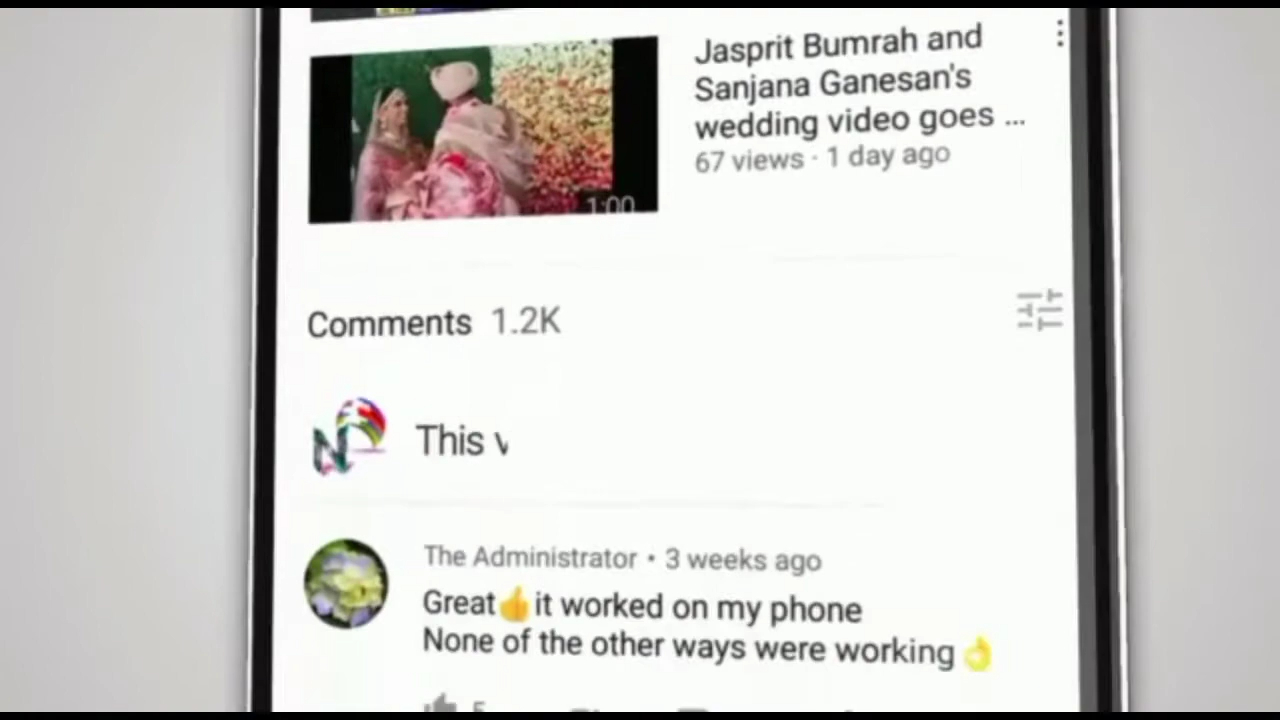 Jasprit Bumrah and
Sanjana Ganesan's
wedding video goes ...
67 views · 1 day ago
1:00
Comments 1.2K
N
This v
The Administrator • 3 weeks ago
Great👍it worked on my phone
None of the other ways were working👌
5